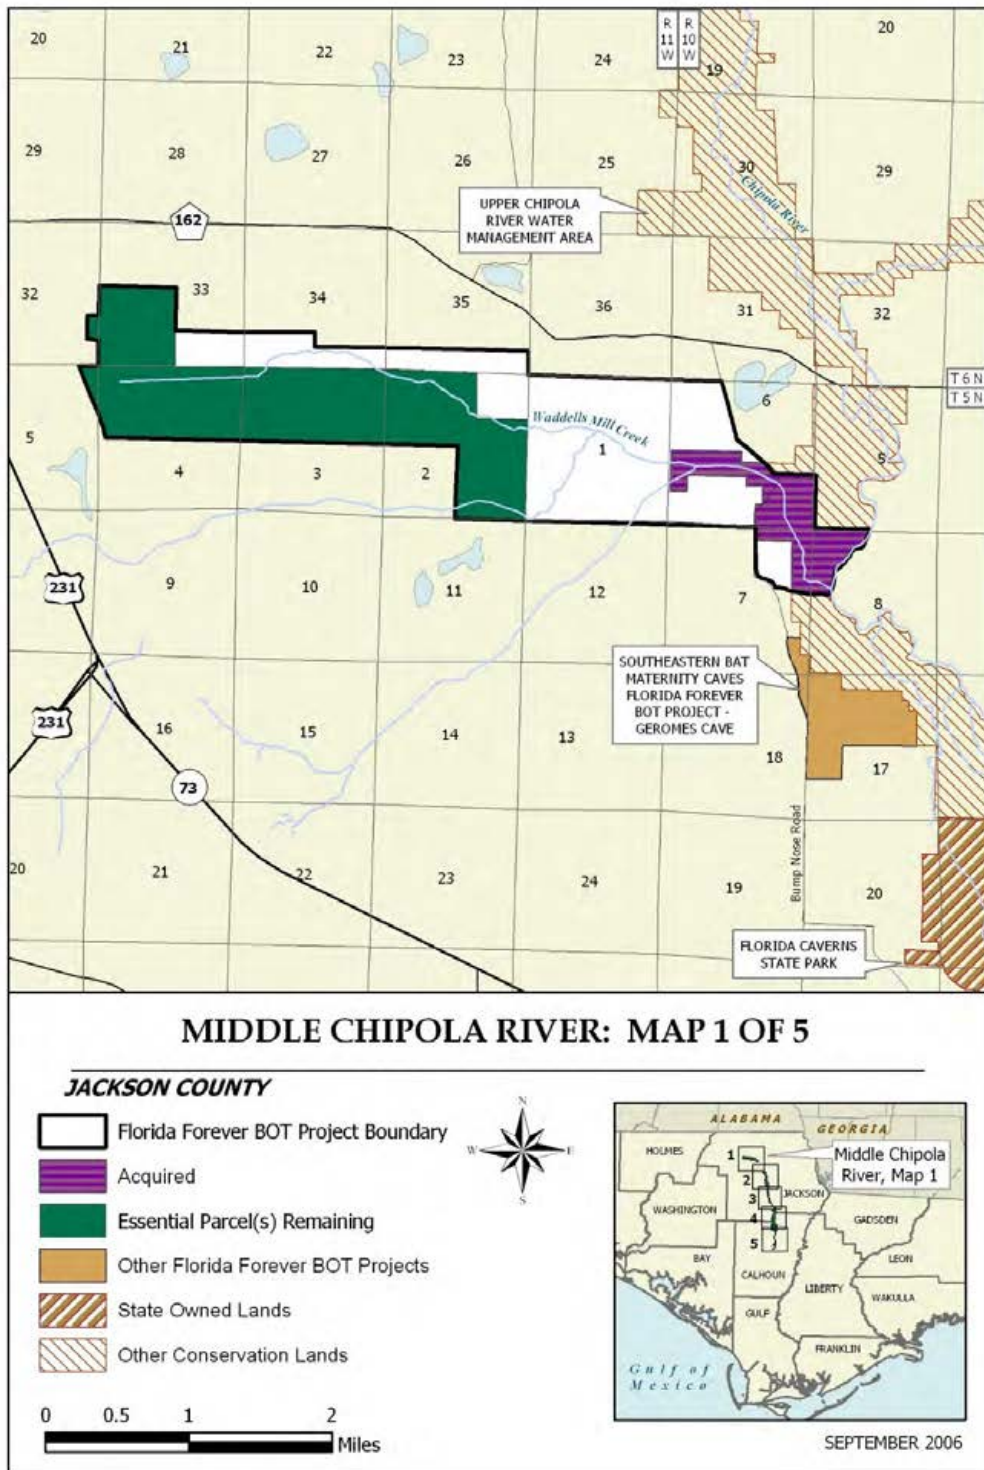 20
21
22
23
24
R
11
W
R
10
W
19
20
29
28
27
26
25
30
29
Chipola River
UPPER CHIPOLA
RIVER WATER
MANAGEMENT AREA
162
32
33
34
35
36
31
32
T6N
T5N
6
Waddells Mill Creek
5
4
3
2
1
5
231
9
10
11
12
7
8
SOUTHEASTERN BAT
MATERNITY CAVES
FLORIDA FOREVER
BOT PROJECT -
GEROMES CAVE
231
16
15
14
13
18
17
73
Bump Nose Road
20
21
22
23
24
19
20
FLORIDA CAVERNS
STATE PARK
MIDDLE CHIPOLA RIVER: MAP 1 OF 5
JACKSON COUNTY
Florida Forever BOT Project Boundary
Acquired
Essential Parcel(s) Remaining
Other Florida Forever BOT Projects
State Owned Lands
Other Conservation Lands
0 0.5 1 2
Miles
N
W E
S
ALABAMA
GEORGIA
HOLMES
1
Middle Chipola
River, Map 1
2
JACKSON
3
WASHINGTON
4
GADSDEN
5
BAY
LEON
CALHOUN
LIBERTY
WAKULLA
GULF
FRANKLIN
Gulf of
Mexico
SEPTEMBER 2006